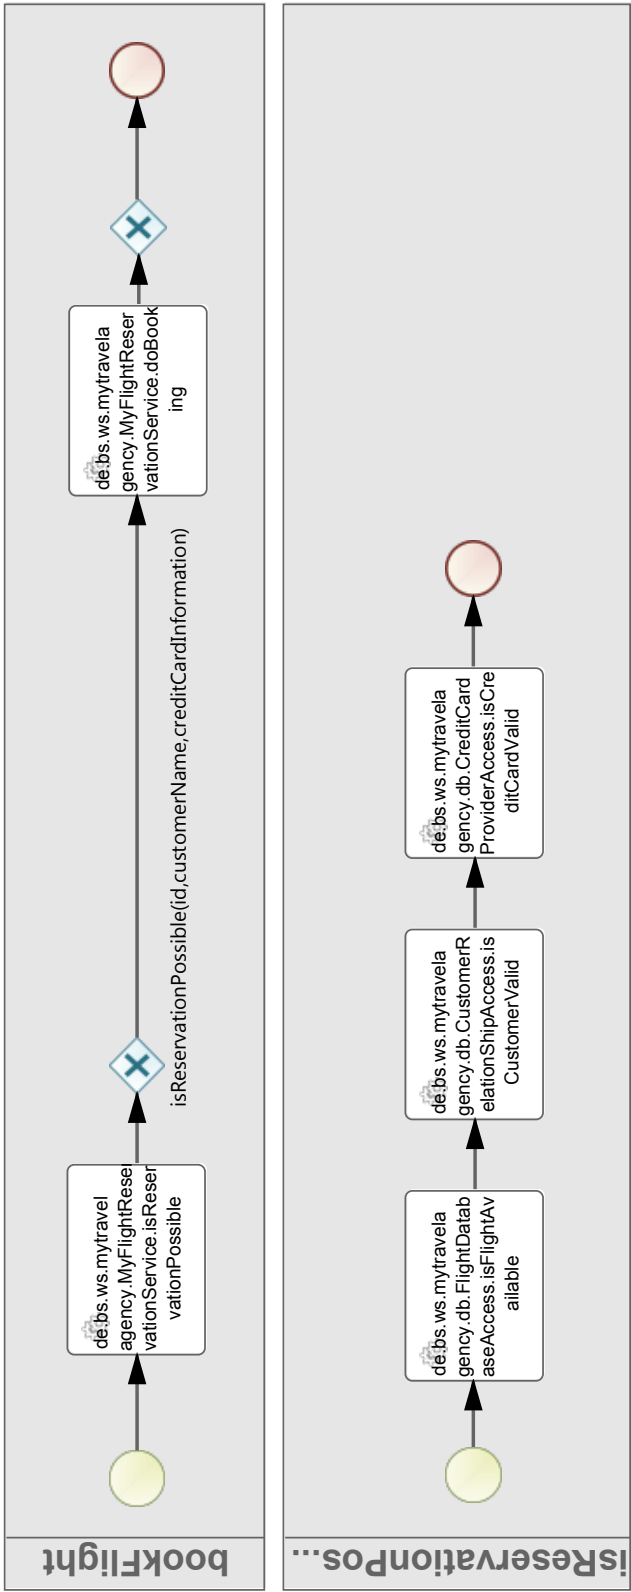 bookFlight
de.bs.ws.mytravel
agency.MyFlightReser
vationService.isReser
vationPossible
isReservationPossible(id,customerName,creditCardInformation)
de.bs.ws.mytravela
gency.MyFlightReser
vationService.doBook
ing
isReservationPos...
de.bs.ws.mytravela
gency.db.FlightDatab
aseAccess.isFlightAv
ailable
de.bs.ws.mytravela
gency.db.CustomerR
elationShipAccess.is
CustomerValid
de.bs.ws.mytravela
gency.db.CreditCard
ProviderAccess.isCre
ditCardValid